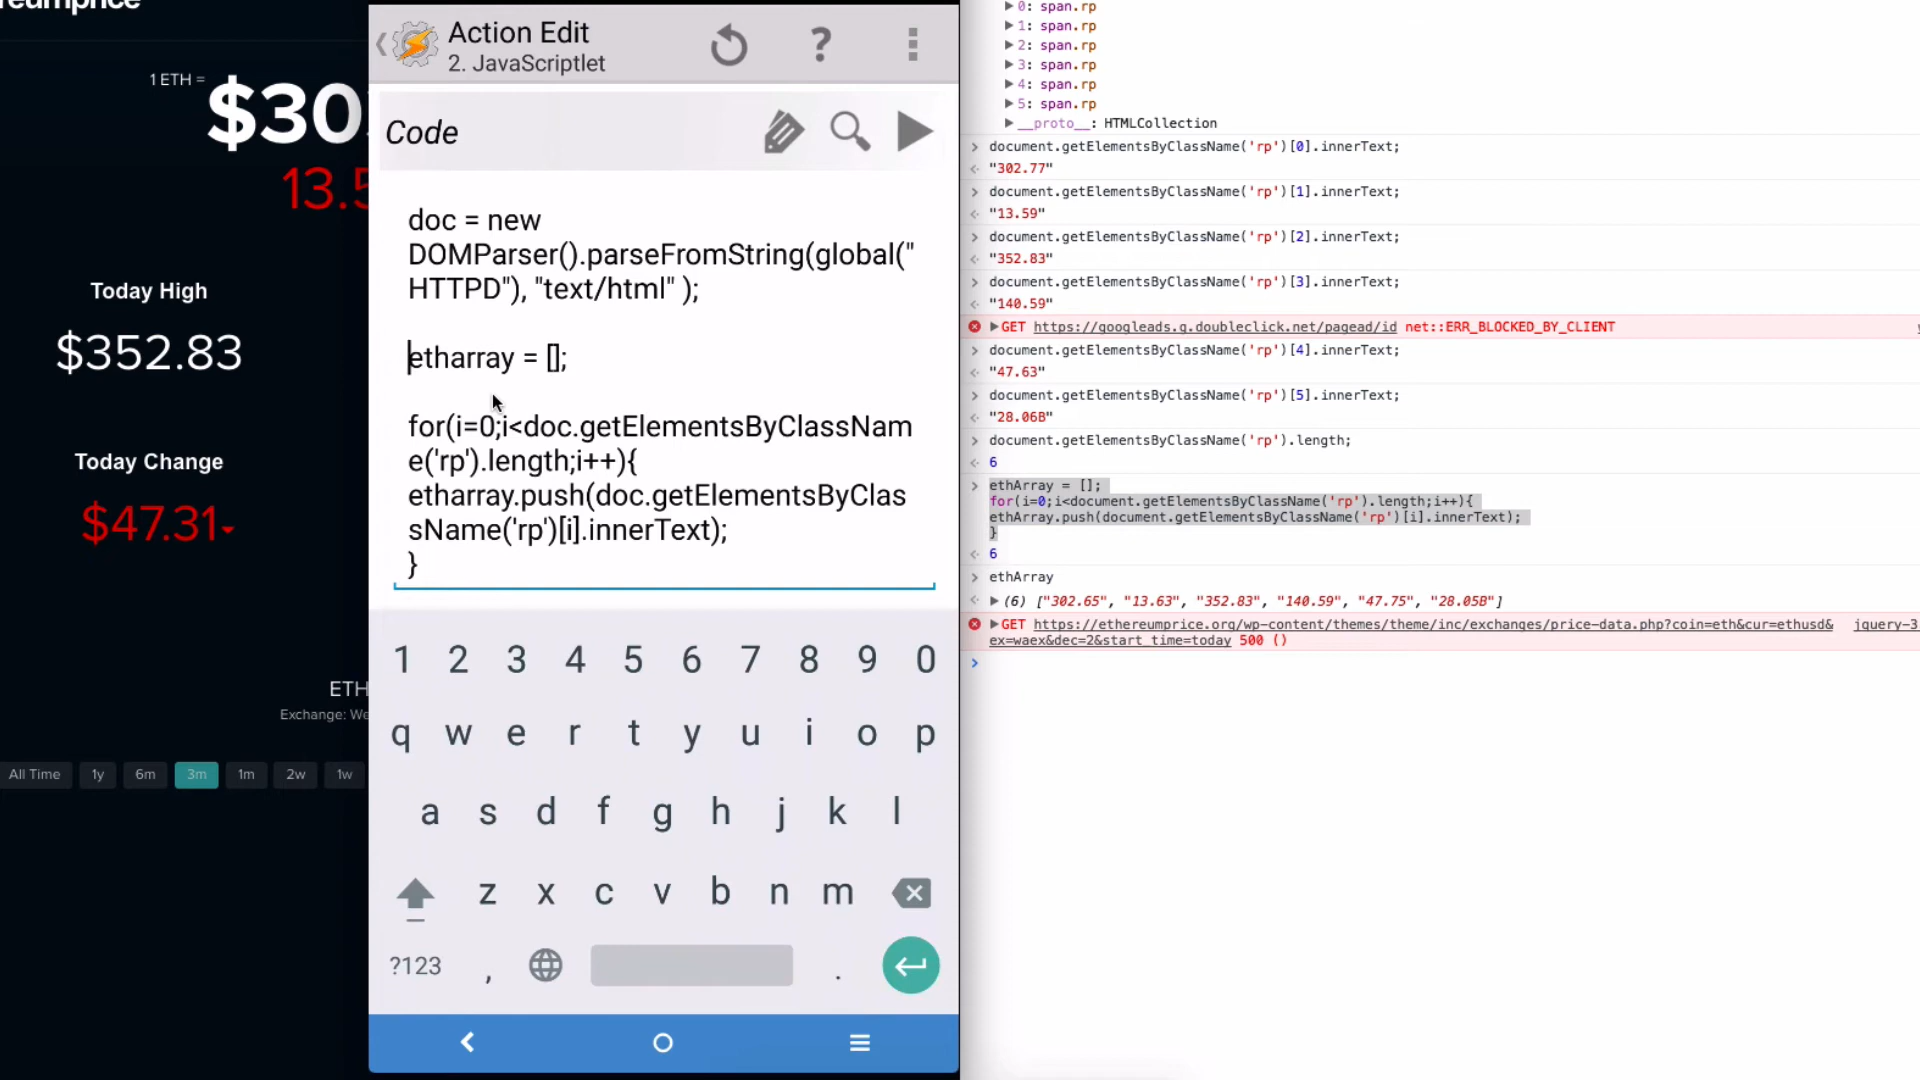 1 ETH =
$30
13.5
Today High
$352.83
Today Change
$47.31
ETH
Exchange: We
All Time 1y 6m 3m 1m 2w 1w
Action Edit
2. JavaScriptlet
?
Code
doc = new
DOMParser().parseFromString(global("
HTTPD"), "text/html" );
etharray = [];
for(i=0;i<doc.getElementsByClassNam
e('rp').length;i++){
etharray.push(doc.getElementsByClas
sName('rp')[i].innerText);
}
1 2 3 4 5 6 7 8 9 0
q w e r t y u i o p
a s d f g h j k l
z x c v b n m
?123 , .
0: span.rp
1: span.rp
2: span.rp
3: span.rp
4: span.rp
5: span.rp
__proto__: HTMLCollection
document.getElementsByClassName('rp')[0].innerText;
"302.77"
document.getElementsByClassName('rp')[1].innerText;
"13.59"
document.getElementsByClassName('rp')[2].innerText;
"352.83"
document.getElementsByClassName('rp')[3].innerText;
"140.59"
GET https://googleads.g.doubleclick.net/pagead/id net::ERR_BLOCKED_BY_CLIENT
document.getElementsByClassName('rp')[4].innerText;
"47.63"
document.getElementsByClassName('rp')[5].innerText;
"28.06B"
document.getElementsByClassName('rp').length;
6
ethArray = [];
for(i=0;i<document.getElementsByClassName('rp').length;i++){
ethArray.push(document.getElementsByClassName('rp')[i].innerText);
}
6
ethArray
(6) ["302.65", "13.63", "352.83", "140.59", "47.75", "28.05B"]
GET https://ethereumprice.org/wp-content/themes/theme/inc/exchanges/price-data.php?coin=eth&cur=ethusd& jquery-3
ex=waex&dec=2&start_time=today 500 ()